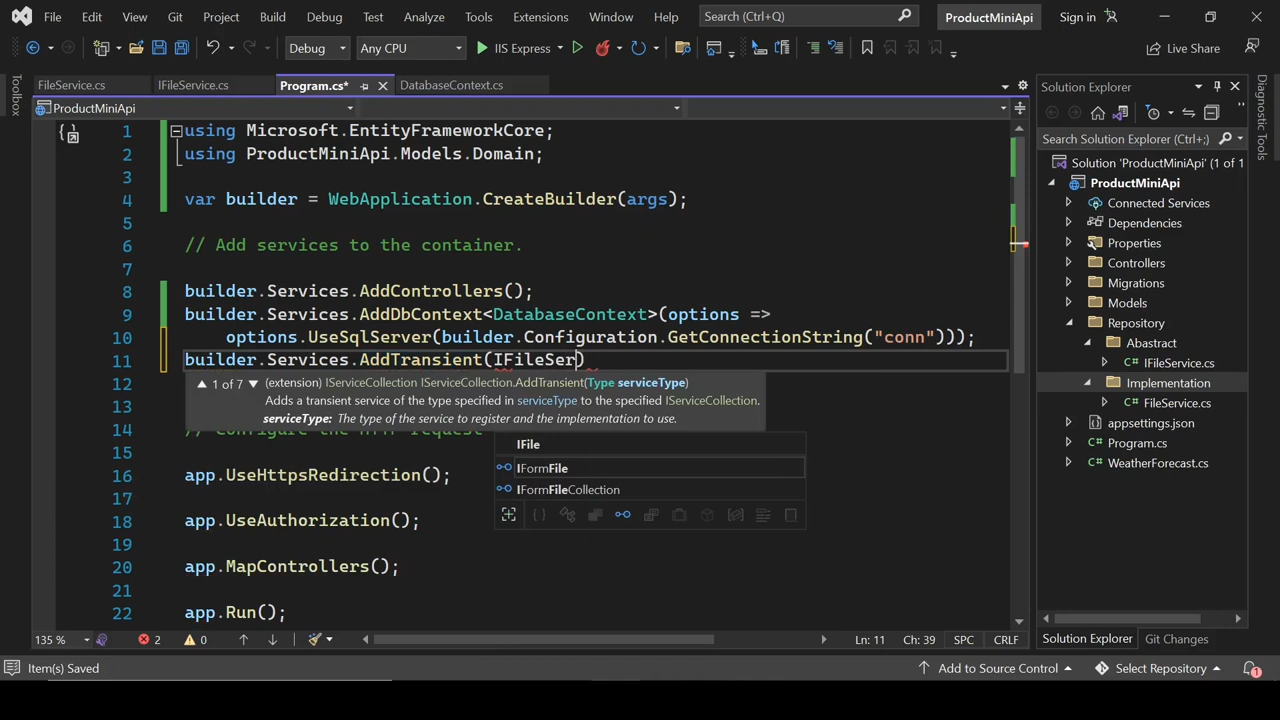 File Edit View Git Project Build Debug Test Analyze Tools Extensions Window Help Search (Ctrl+Q) ProductMiniApi Sign in
Debug Any CPU IIS Express Live Share
FileService.cs IFileService.cs Program.cs* DatabaseContext.cs
ProductMiniApi
Toolbox
1 using Microsoft.EntityFrameworkCore;
2 using ProductMiniApi.Models.Domain;
3
4 var builder = WebApplication.CreateBuilder(args);
5
6 // Add services to the container.
7
8 builder.Services.AddControllers();
9 builder.Services.AddDbContext<DatabaseContext>(options =>
10 options.UseSqlServer(builder.Configuration.GetConnectionString("conn")));
11 builder.Services.AddTransient(IFileSer)
12
1 of 7 (extension) IServiceCollection IServiceCollection.AddTransient(Type serviceType)
Adds a transient service of the type specified in serviceType to the specified IServiceCollection.
13
serviceType: The type of the service to register and the implementation to use.
14
IFile
IFormFile
IFormFileCollection
15
16 app.UseHttpsRedirection();
17
18 app.UseAuthorization();
19
20 app.MapControllers();
21
22 app.Run();
135 % 2 0 Ln: 11 Ch: 39 SPC CRLF
Solution Explorer
Search Solution Explorer (Ctrl+;)
Solution 'ProductMiniApi' (1 of 1
ProductMiniApi
Connected Services
Dependencies
Properties
Controllers
Migrations
Models
Repository
Abastract
C# IFileService.cs
Implementation
C# FileService.cs
appsettings.json
C# Program.cs
C# WeatherForecast.cs
Solution Explorer Git Changes
Diagnostic Tools
Item(s) Saved Add to Source Control Select Repository 1